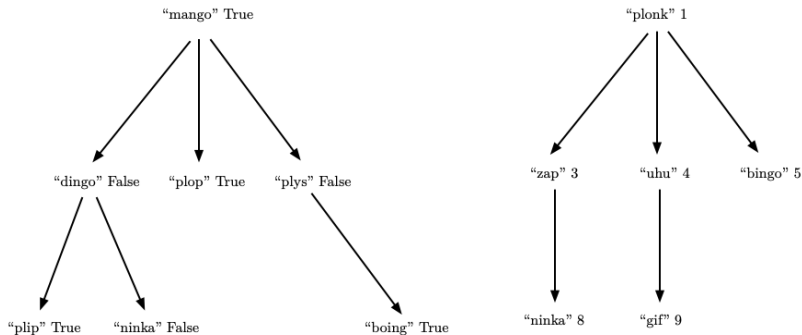 “mango” True
“plonk” 1
“dingo” False
“plop” True
“plys” False
“zap” 3
“uhu” 4
“bingo” 5
“plip” True
“ninka” False
“boing” True
“ninka” 8
“gif” 9